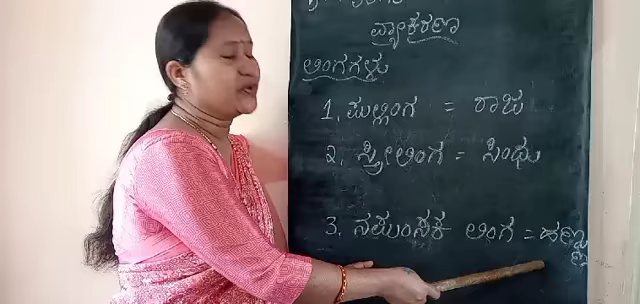 ವ್ಯಾಕರಣ
ಲಿಂಗಗಳು
1. ಪುಲ್ಲಿಂಗ = ರಾಜು
2. ಸ್ತ್ರೀಲಿಂಗ = ಸಿಂಧು
3. ನಪುಂಸಕ ಲಿಂಗ = ಹಣ್ಣು